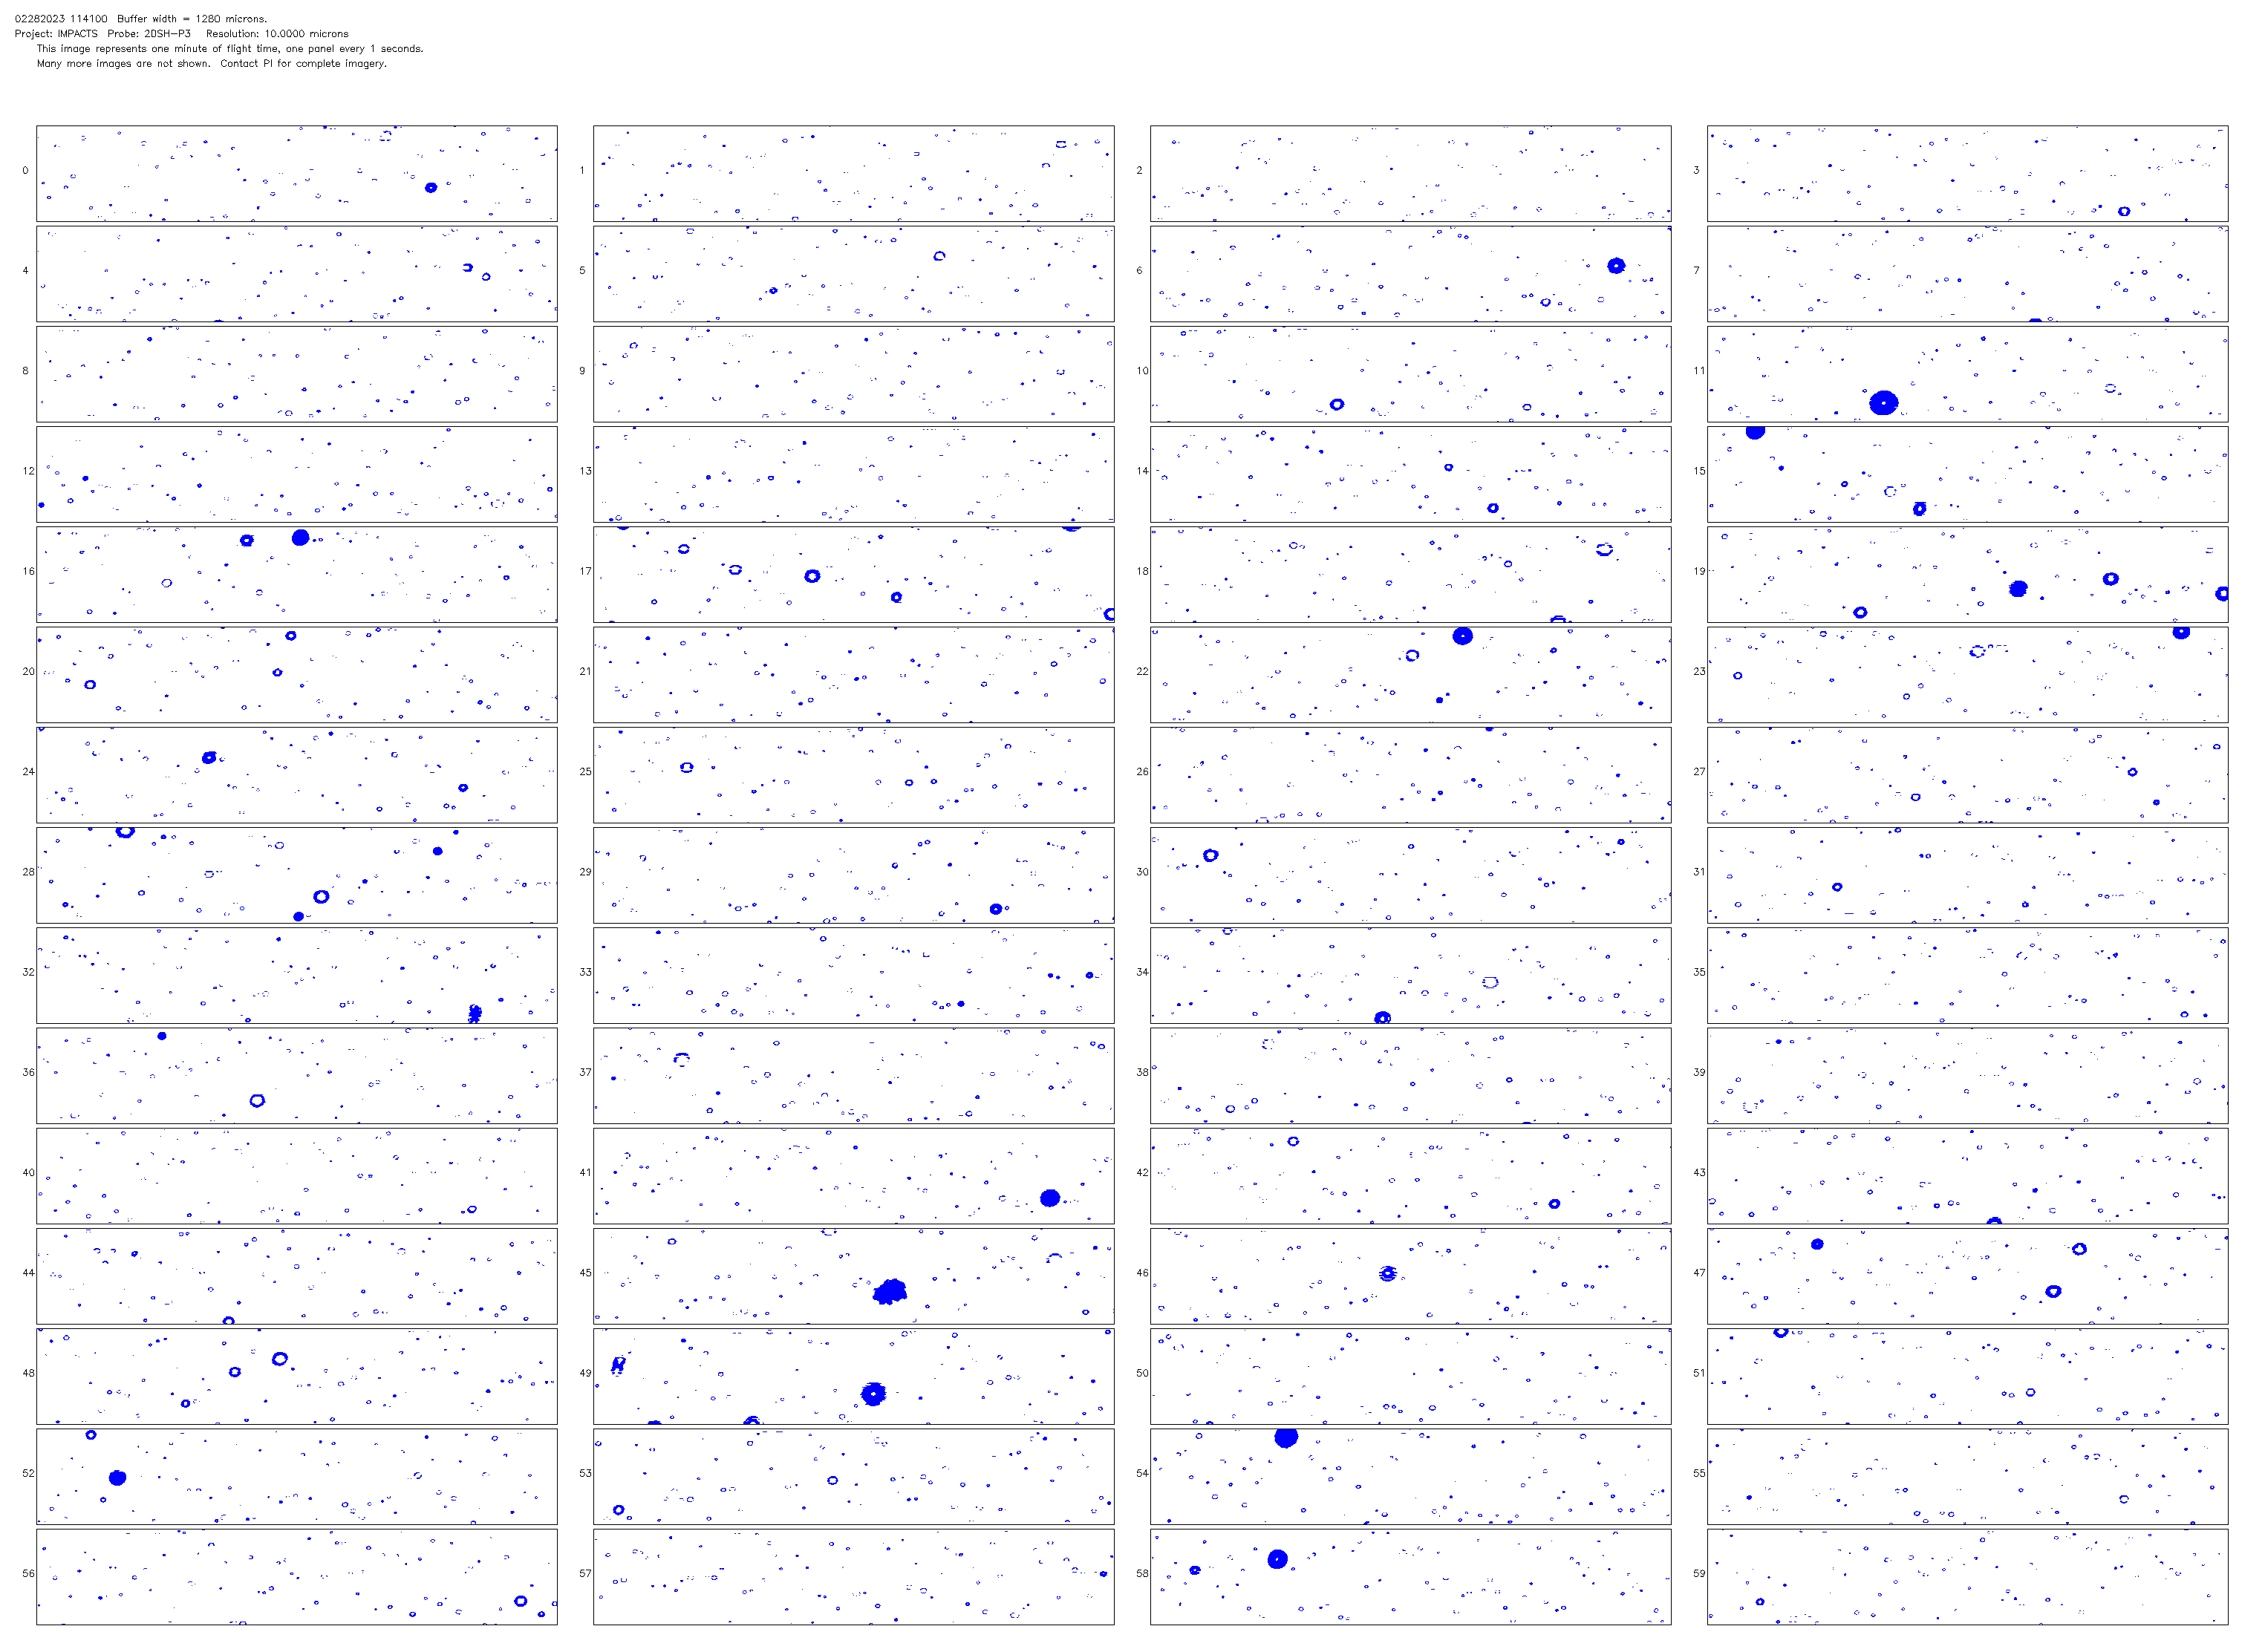 02282023 114100 Buffer width = 1280 microns.
Project: IMPACTS Probe: 2DSH-P3 Resolution: 10.0000 microns
This image represents one minute of flight time, one panel every 1 seconds.
Many more images are not shown. Contact PI for complete imagery.
0 1 2 3
4 5 6 7
8 9 10 11
12 13 14 15
16 17 18 19
20 21 22 23
24 25 26 27
28 29 30 31
32 33 34 35
36 37 38 39
40 41 42 43
44 45 46 47
48 49 50 51
52 53 54 55
56 57 58 59